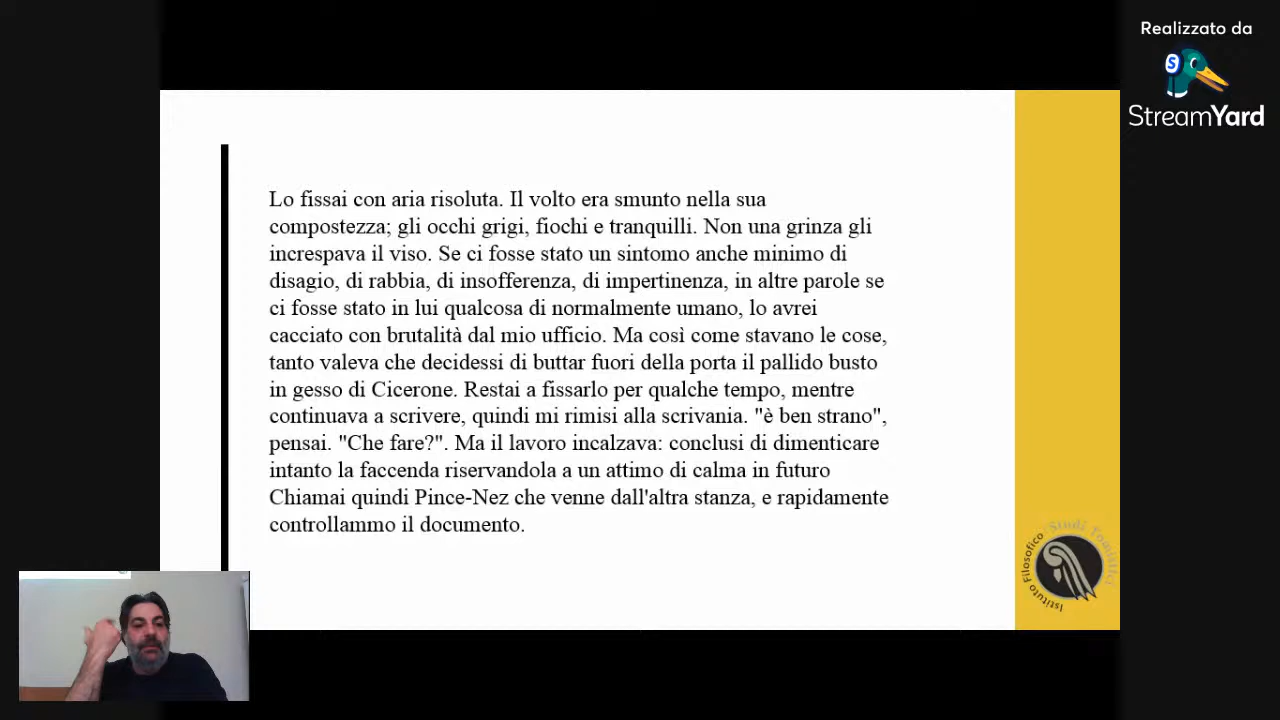 Realizzato da
StreamYard
Lo fissai con aria risoluta. Il volto era smunto nella sua
compostezza; gli occhi grigi, fiochi e tranquilli. Non una grinza gli
increspava il viso. Se ci fosse stato un sintomo anche minimo di
disagio, di rabbia, di insofferenza, di impertinenza, in altre parole se
ci fosse stato in lui qualcosa di normalmente umano, lo avrei
cacciato con brutalità dal mio ufficio. Ma così come stavano le cose,
tanto valeva che decidessi di buttar fuori della porta il pallido busto
in gesso di Cicerone. Restai a fissarlo per qualche tempo, mentre
continuava a scrivere, quindi mi rimisi alla scrivania. "è ben strano",
pensai. "Che fare?". Ma il lavoro incalzava: conclusi di dimenticare
intanto la faccenda riservandola a un attimo di calma in futuro
Chiamai quindi Pince-Nez che venne dall'altra stanza, e rapidamente
controllammo il documento.
Istituto Filosofico Studi Tomistici